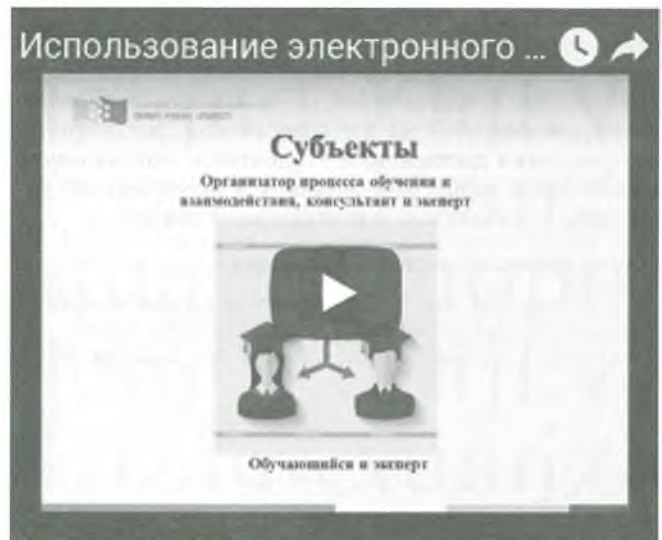 Использование электронного ...
Субъекты
Организатор процесса обучения и
взаимодействия, консультант и эксперт
Обучающийся и эксперт